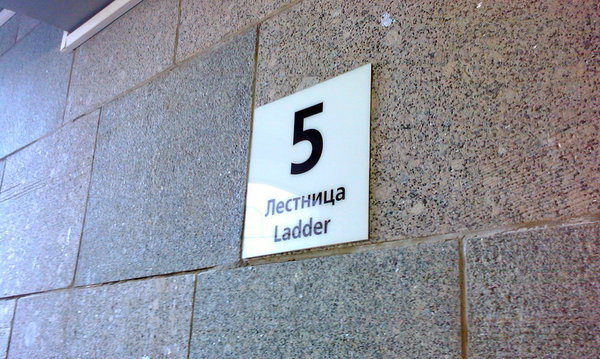 5
Лестница
Ladder